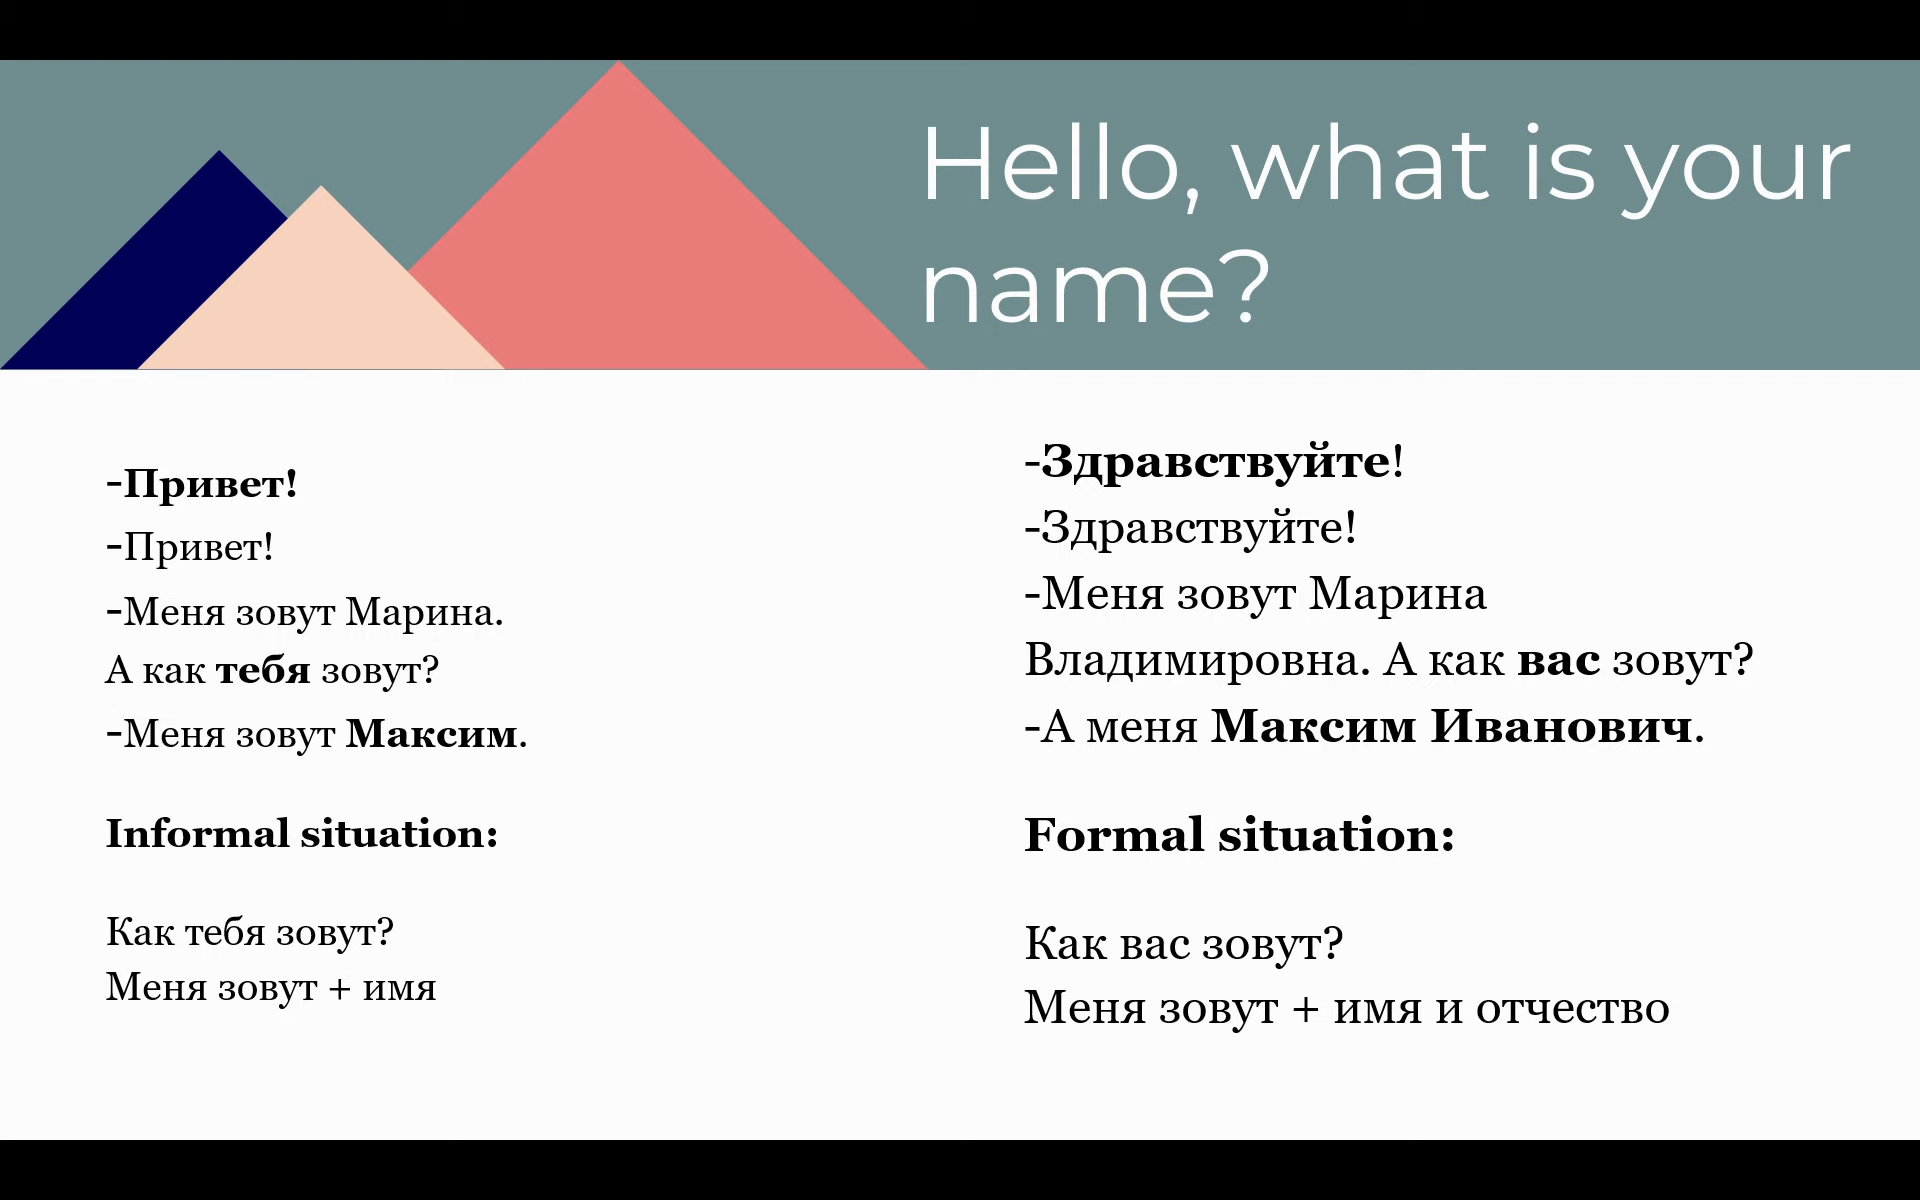 Hello, what is your
name?
-Привет!
-Привет!
-Меня зовут Марина.
А как тебя зовут?
-Меня зовут Максим.
Informal situation:
Как тебя зовут?
Меня зовут + имя
-Здравствуйте!
-Здравствуйте!
-Меня зовут Марина
Владимировна. А как вас зовут?
-А меня Максим Иванович.
Formal situation:
Как вас зовут?
Меня зовут + имя и отчество